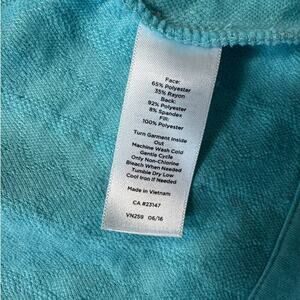 Face:
65% Polyester
35% Rayon
Back:
92% Polyester
8% Spandex
Fill:
100% Polyester
Turn Garment Inside
Out
Machine Wash Cold
Gentle Cycle
Only Non-Chlorine
Bleach When Needed
Tumble Dry Low
Cool Iron If Needed
Made in Vietnam
CA #23147
VN259 06/16